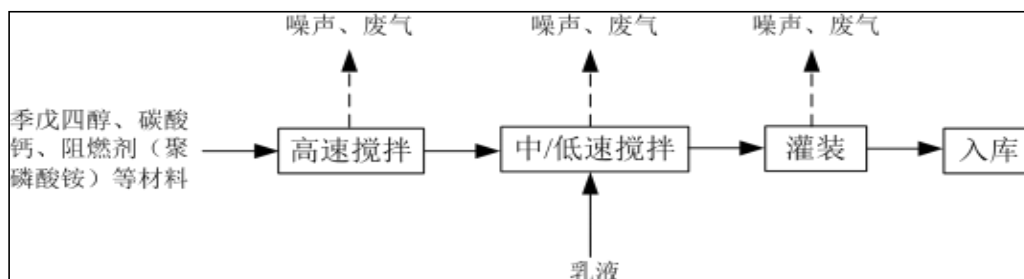 噪声、废气
噪声、废气
噪声、废气
季戊四醇、碳酸
钙、阻燃剂（聚
磷酸铵）等材料
高速搅拌
中/低速搅拌
灌装
入库
乳液